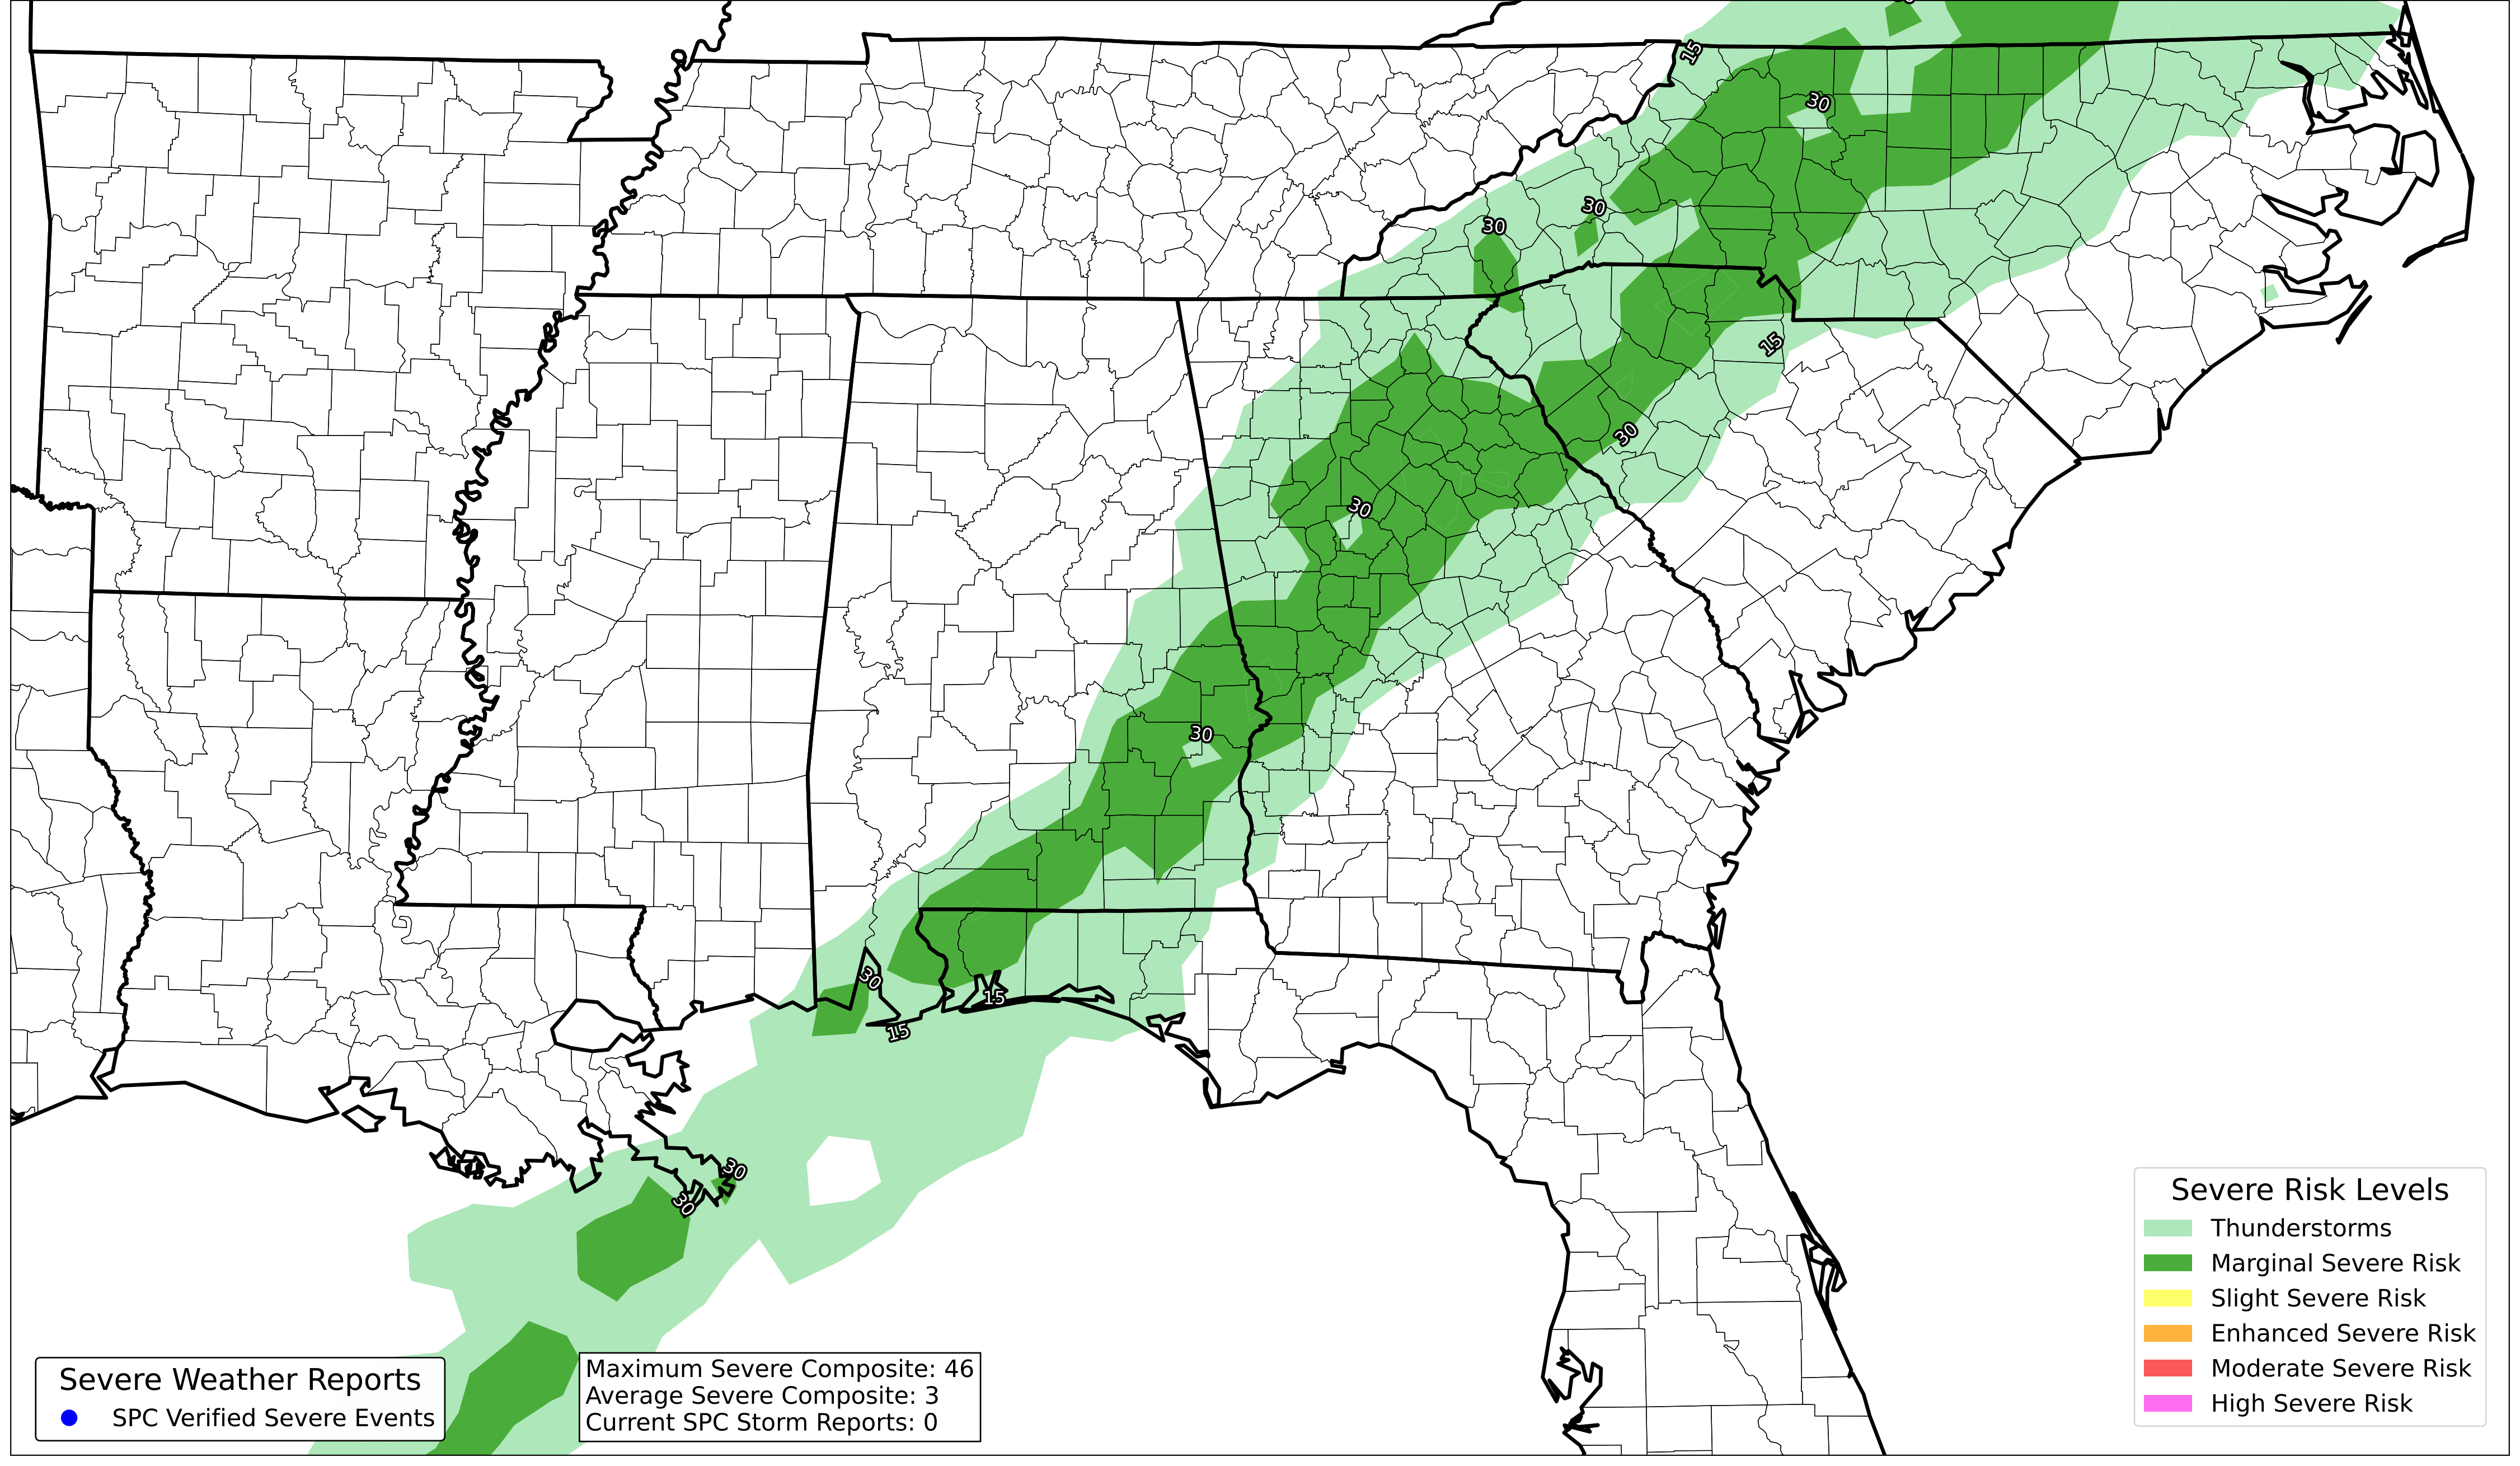 15
30
30
30
15
30
30
30
30
15
15
30
30
Severe Risk Levels
Thunderstorms
Marginal Severe Risk
Slight Severe Risk
Enhanced Severe Risk
Moderate Severe Risk
High Severe Risk
Severe Weather Reports
SPC Verified Severe Events
Maximum Severe Composite: 46
Average Severe Composite: 3
Current SPC Storm Reports: 0